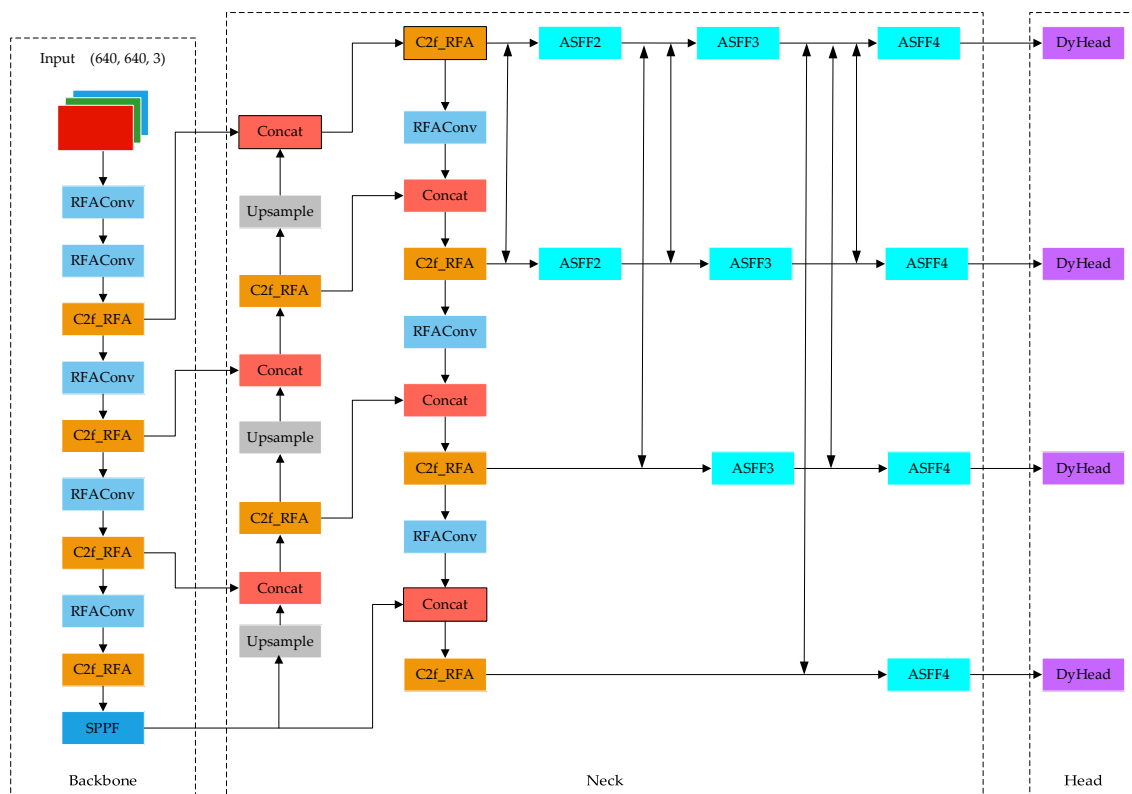 Input (640, 640, 3)
RFAConv
RFAConv
C2f_RFA
RFAConv
C2f_RFA
RFAConv
C2f_RFA
RFAConv
C2f_RFA
SPPF
Backbone
Concat
Upsample
C2f_RFA
Concat
Upsample
C2f_RFA
Concat
Upsample
C2f_RFA
RFAConv
Concat
C2f_RFA
RFAConv
Concat
C2f_RFA
RFAConv
Concat
C2f_RFA
ASFF2
ASFF3
ASFF4
ASFF2
ASFF3
ASFF4
ASFF3
ASFF4
ASFF4
Neck
DyHead
DyHead
DyHead
DyHead
Head